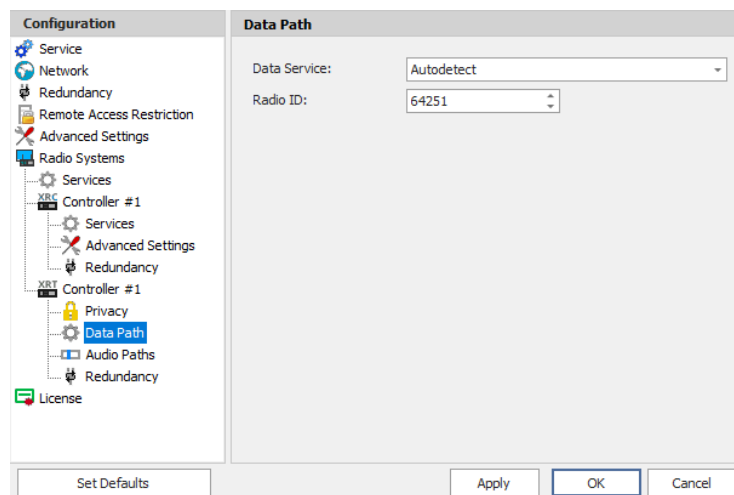 Configuration
Service
Network
Redundancy
Remote Access Restriction
Advanced Settings
Radio Systems
Services
XRC Controller #1
Services
Advanced Settings
Redundancy
XRT Controller #1
Privacy
Data Path
Audio Paths
Redundancy
License
Set Defaults
Data Path
Data Service: Autodetect
Radio ID: 64251
Apply OK Cancel